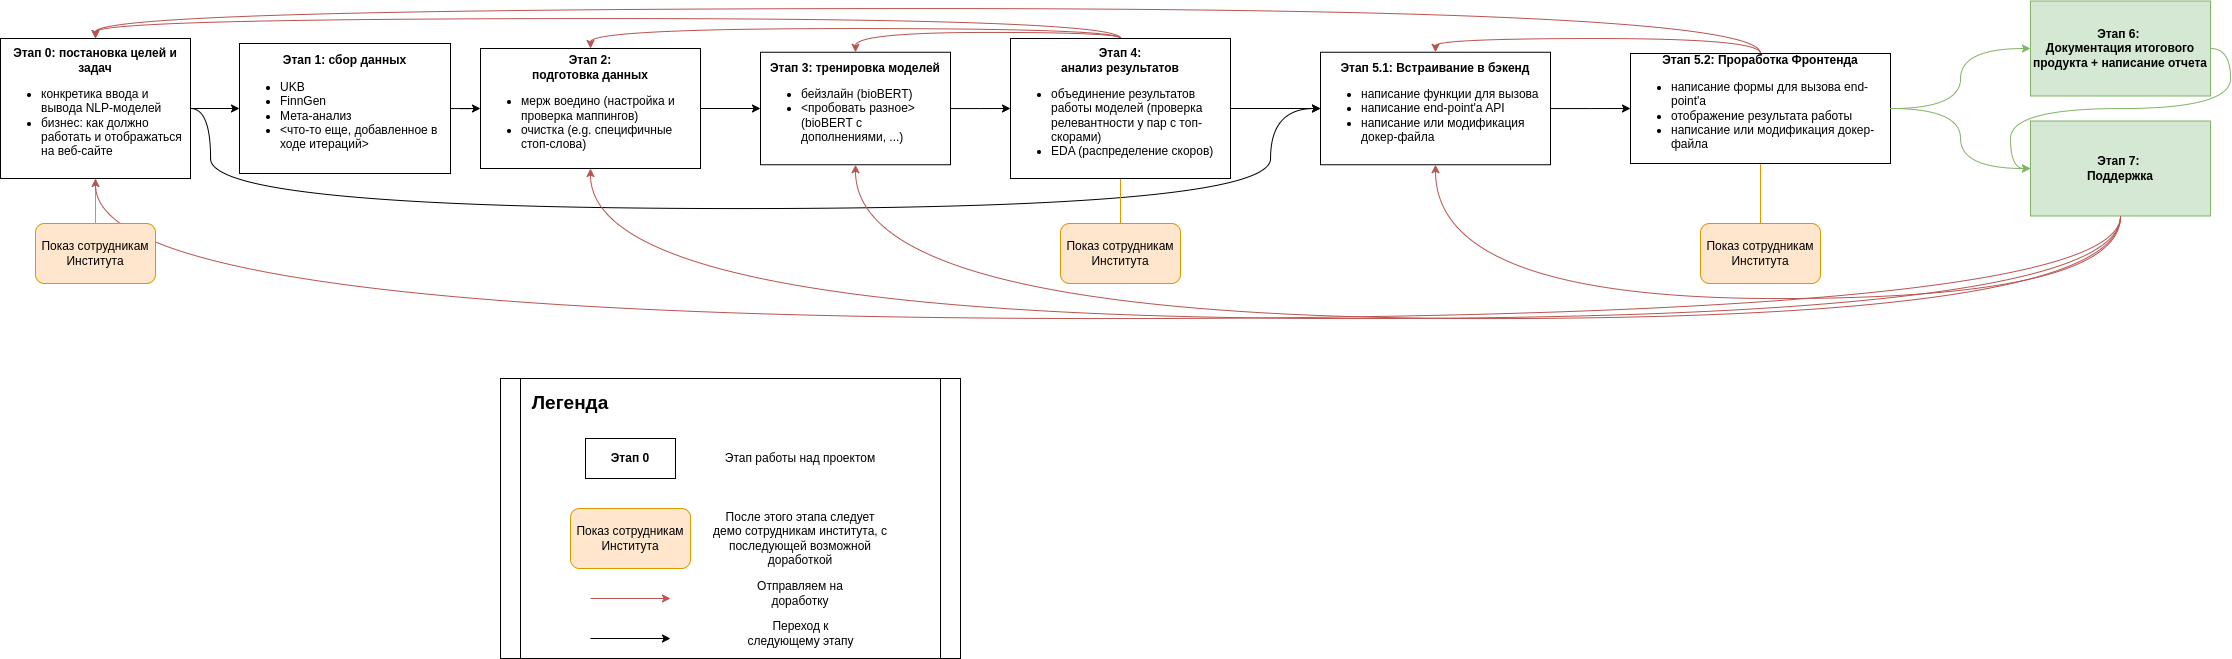 Этап 0: постановка целей и
задач
конкретика ввода и
вывода NLP-моделей
бизнес: как должно
работать и отображаться
на веб-сайте
Этап 1: сбор данных
UKB
FinnGen
Мета-анализ
<что-то еще, добавленное в
ходе итераций>
Этап 2:
подготовка данных
мерж воедино (настройка и
проверка маппингов)
очистка (e.g. специфичные
стоп-слова)
Этап 3: тренировка моделей
бейзлайн (bioBERT)
<пробовать разное>
(bioBERT с
дополнениями, ...)
Этап 4:
анализ результатов
объединение результатов
работы моделей (проверка
релевантности у пар с топ-
скорами)
EDA (распределение скоров)
Этап 5.1: Встраивание в бэкенд
написание функции для вызова
написание end-point'а API
написание или модификация
докер-файла
Этап 5.2: Проработка Фронтенда
написание формы для вызова end-
point'а
отображение результата работы
написание или модификация докер-
файла
Этап 6:
Документация итогового
продукта + написание отчета
Этап 7:
Поддержка
Показ сотрудникам
Института
Показ сотрудникам
Института
Показ сотрудникам
Института
Легенда
Этап 0
Этап работы над проектом
Показ сотрудникам
Института
После этого этапа следует
демо сотрудникам института, с
последующей возможной
доработкой
Отправляем на
доработку
Переход к
следующему этапу